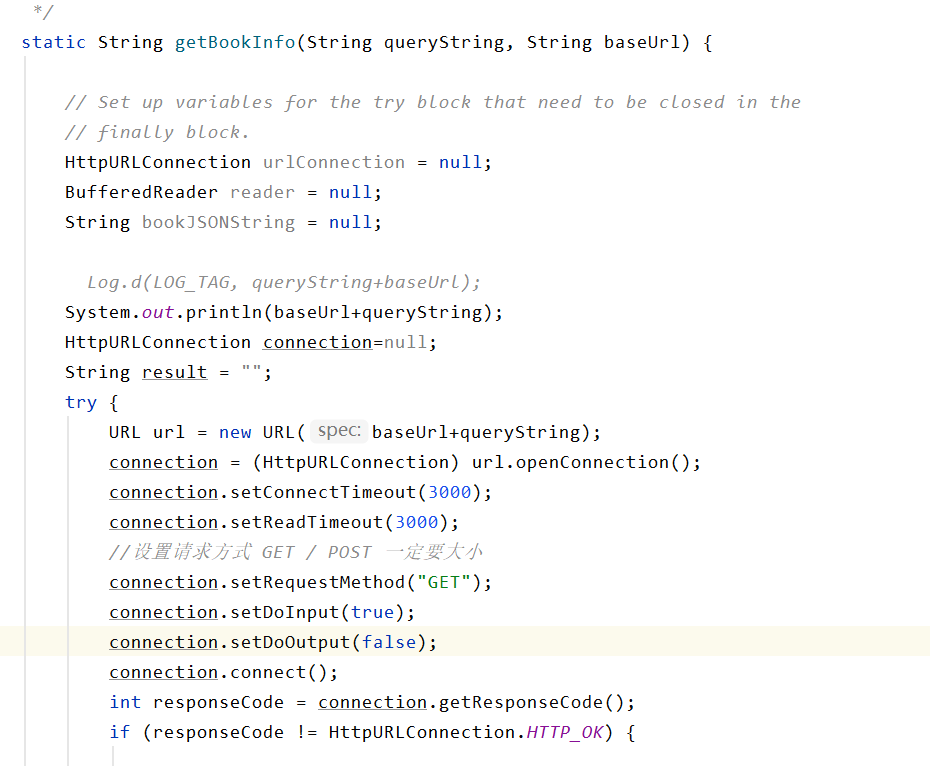 */
static String getBookInfo(String queryString, String baseUrl) {
// Set up variables for the try block that need to be closed in the
// finally block.
HttpURLConnection urlConnection = null;
BufferedReader reader = null;
String bookJSONString = null;
Log.d(LOG_TAG, queryString+baseUrl);
System.out.println(baseUrl+queryString);
HttpURLConnection connection=null;
String result = "";
try {
URL url = new URL( spec: baseUrl+queryString);
connection = (HttpURLConnection) url.openConnection();
connection.setConnectTimeout(3000);
connection.setReadTimeout(3000);
//设置请求方式 GET / POST 一定要大小
connection.setRequestMethod("GET");
connection.setDoInput(true);
connection.setDoOutput(false);
connection.connect();
int responseCode = connection.getResponseCode();
if (responseCode != HttpURLConnection.HTTP_OK) {